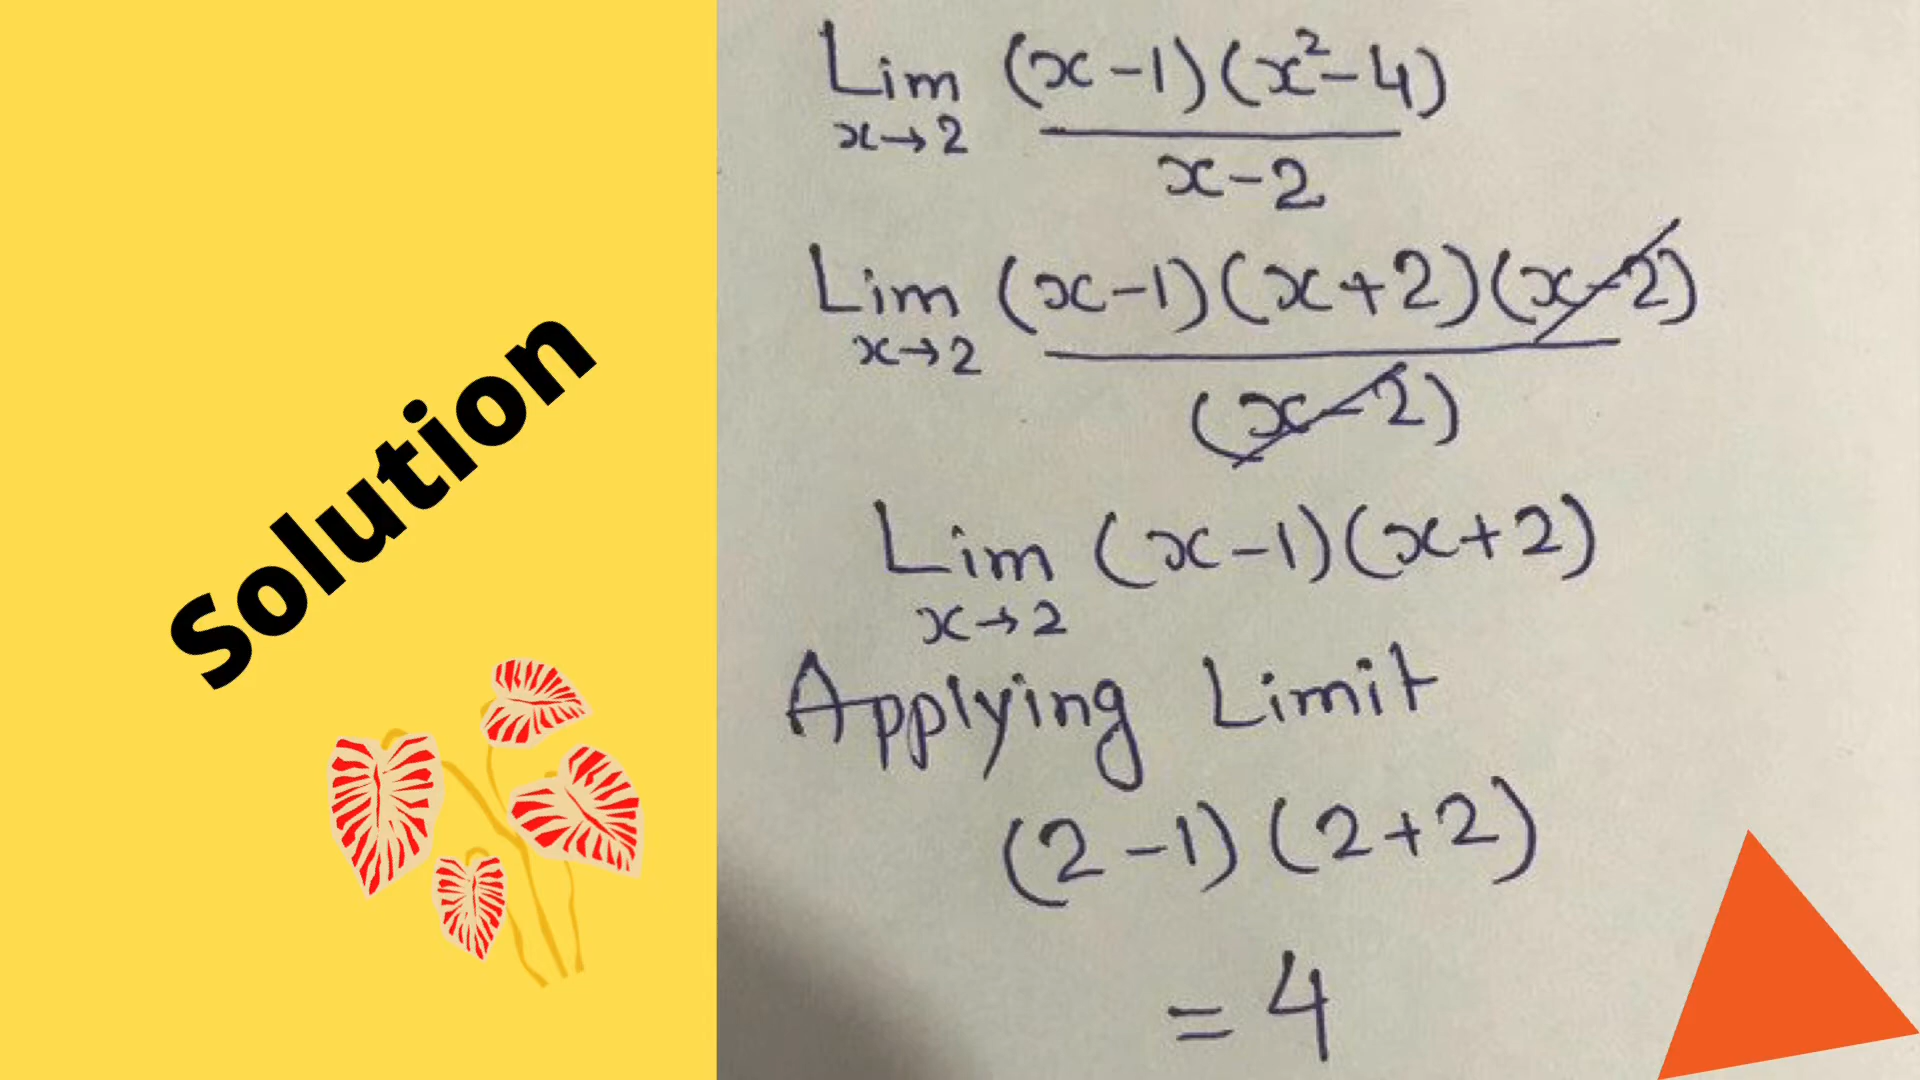 Solution
Lim (x-1)(x²-4)
x→2
x-2
Lim (x-1)(x+2)(x-2)
x→2
(x-2)
Lim (x-1)(x+2)
x→2
Applying Limit
(2-1)(2+2)
= 4